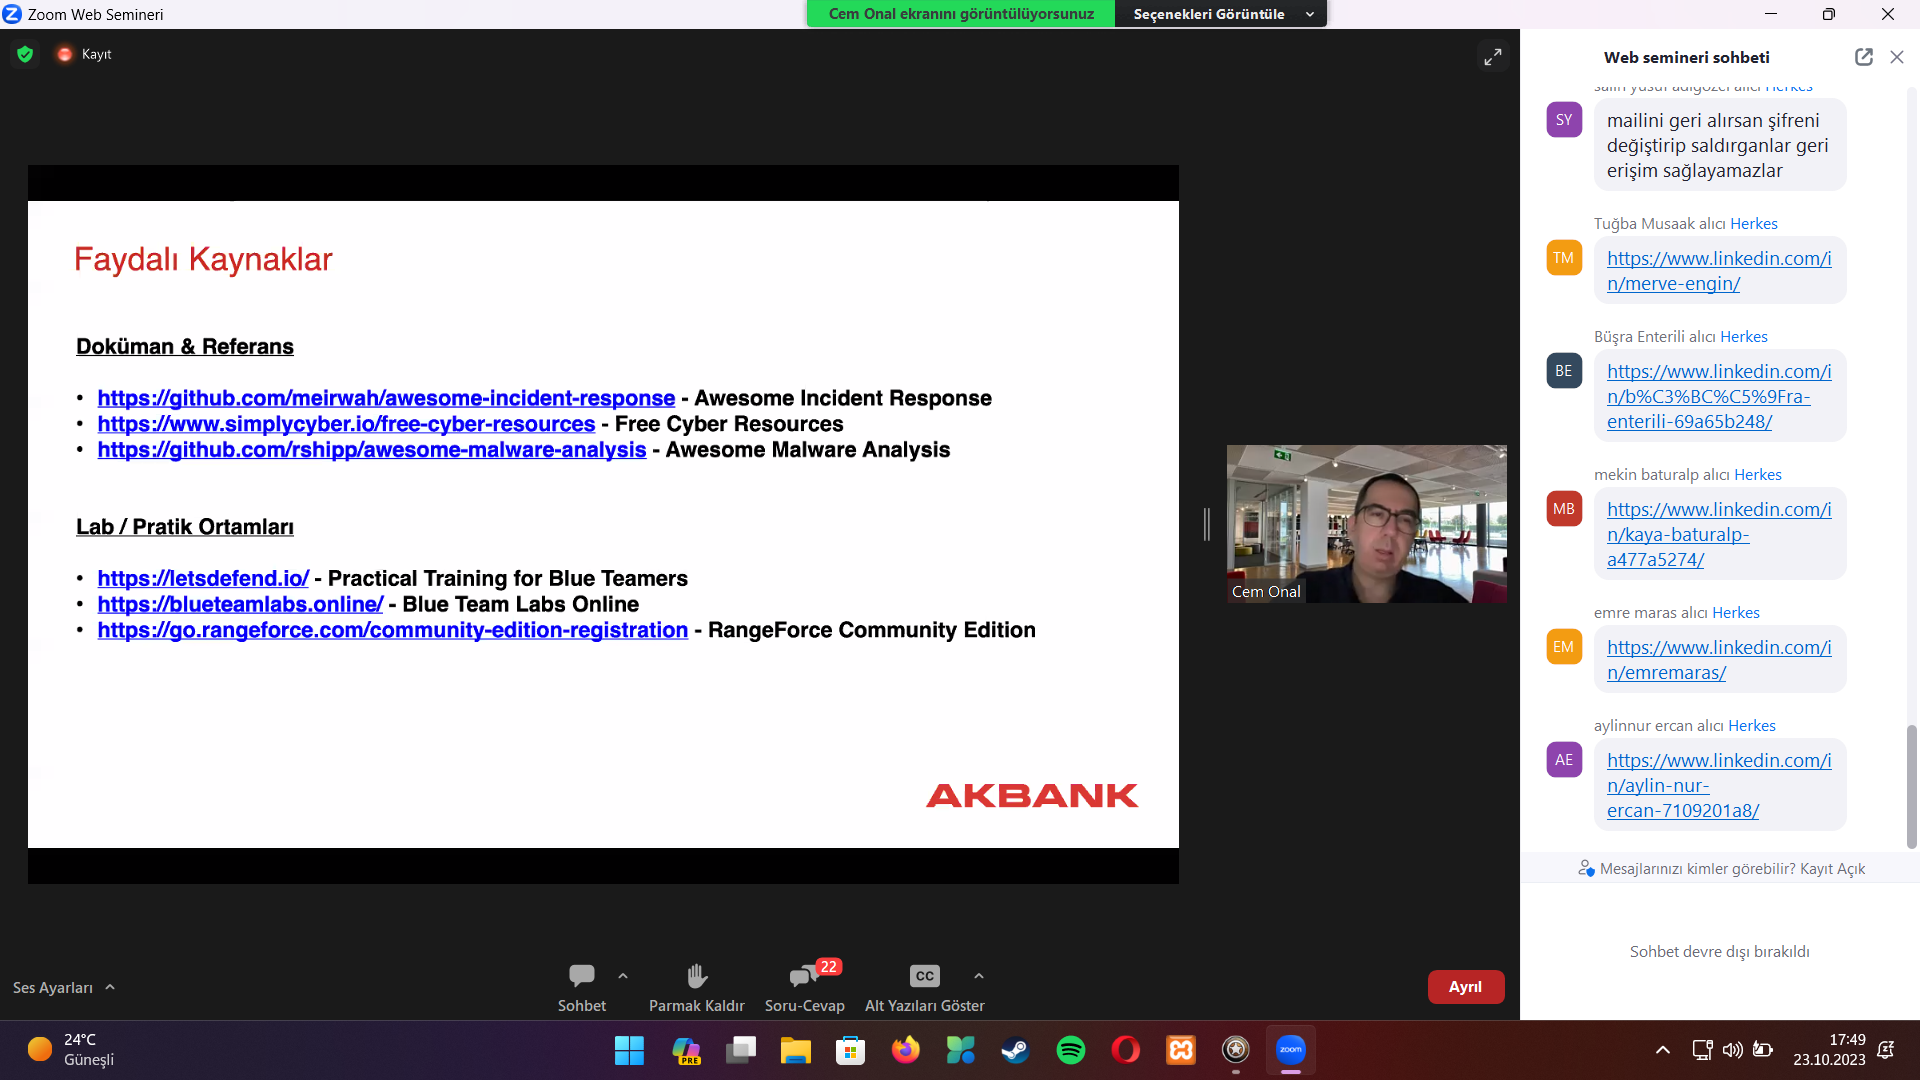 Zoom Web Semineri
Cem Onal ekranını görüntülüyorsunuz
Seçenekleri Görüntüle
Kayıt
Faydalı Kaynaklar
Doküman & Referans
• https://github.com/meirwah/awesome-incident-response - Awesome Incident Response
• https://www.simplycyber.io/free-cyber-resources - Free Cyber Resources
• https://github.com/rshipp/awesome-malware-analysis - Awesome Malware Analysis
Lab / Pratik Ortamları
• https://letsdefend.io/ - Practical Training for Blue Teamers
• https://blueteamlabs.online/ - Blue Team Labs Online
• https://go.rangeforce.com/community-edition-registration - RangeForce Community Edition
AKBANK
Cem Onal
Web semineri sohbeti
salih yusuf adıgözel alıcı Herkes
SY
mailini geri alırsan şifreni
değiştirip saldırganlar geri
erişim sağlayamazlar
Tuğba Musaak alıcı Herkes
TM
https://www.linkedin.com/i
n/merve-engin/
Büşra Enterili alıcı Herkes
BE
https://www.linkedin.com/i
n/b%C3%BC%C5%9Fra-
enterili-69a65b248/
mekin baturalp alıcı Herkes
MB
https://www.linkedin.com/i
n/kaya-baturalp-
a477a5274/
emre maras alıcı Herkes
EM
https://www.linkedin.com/i
n/emremaras/
aylinnur ercan alıcı Herkes
AE
https://www.linkedin.com/i
n/aylin-nur-
ercan-7109201a8/
Mesajlarınızı kimler görebilir? Kayıt Açık
Sohbet devre dışı bırakıldı
Ses Ayarları
Sohbet
Parmak Kaldır
22
Soru-Cevap
CC
Alt Yazıları Göster
Ayrıl
24°C
Güneşli
PRE
zoom
17:49
23.10.2023